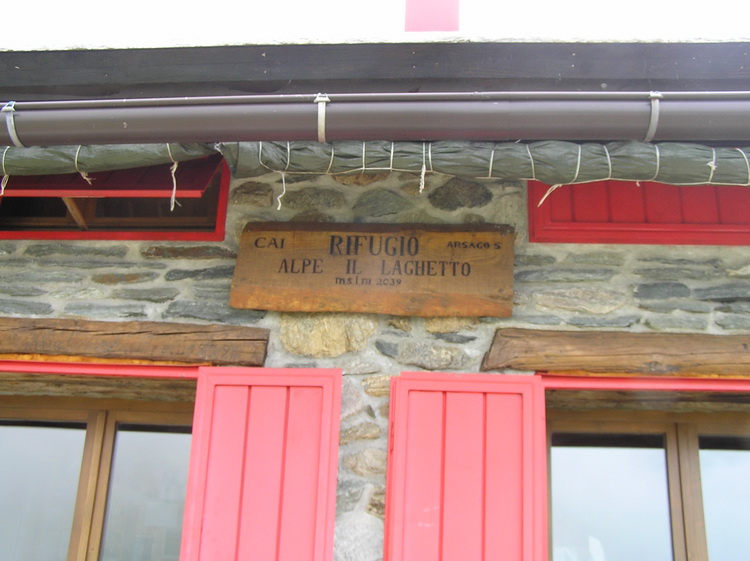 CAI RIFUGIO ARSAGO S
ALPE IL LAGHETTO
m s l m 2039